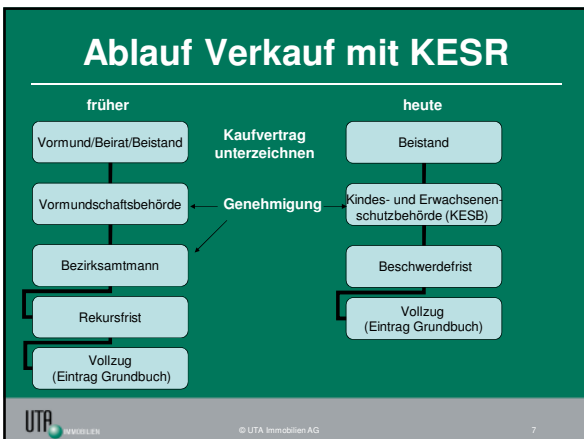 Ablauf Verkauf mit KESR
früher
heute
Vormund/Beirat/Beistand
Kaufvertrag
unterzeichnen
Beistand
Vormundschaftsbehörde
Genehmigung
Kindes- und Erwachsenen-
schutzbehörde (KESB)
Bezirksamtmann
Beschwerdefrist
Rekursfrist
Vollzug
(Eintrag Grundbuch)
Vollzug
(Eintrag Grundbuch)
UTA IMMOBILIEN
© UTA Immobilien AG
7